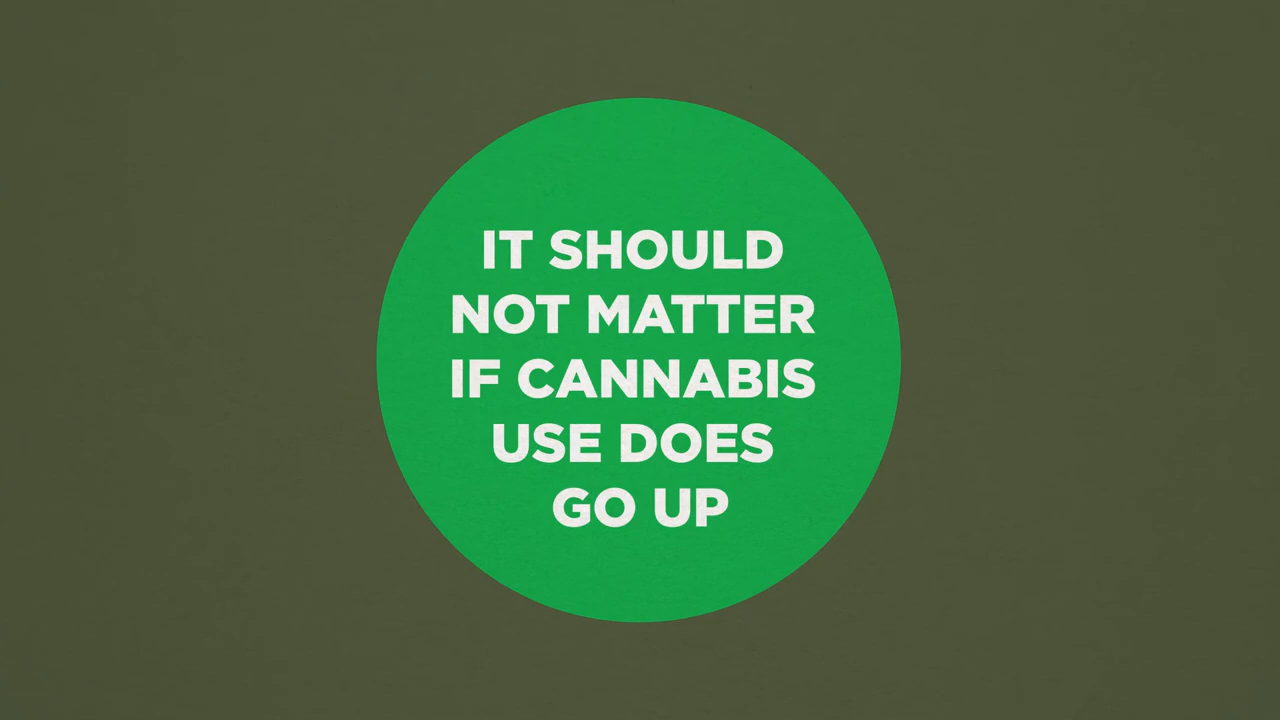 IT SHOULD
NOT MATTER
IF CANNABIS
USE DOES
GO UP